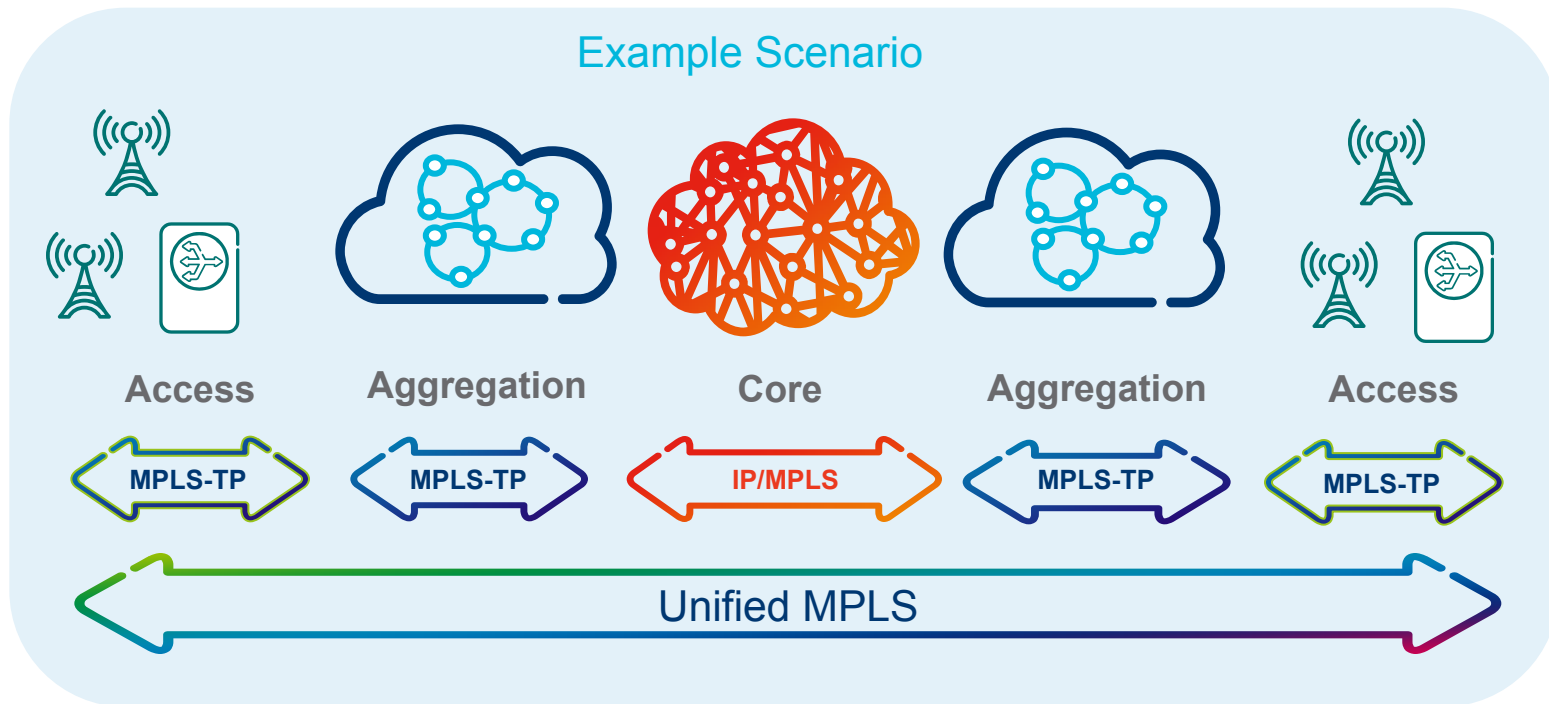 Example Scenario
Access
Aggregation
Core
Aggregation
Access
MPLS-TP
MPLS-TP
IP/MPLS
MPLS-TP
MPLS-TP
Unified MPLS